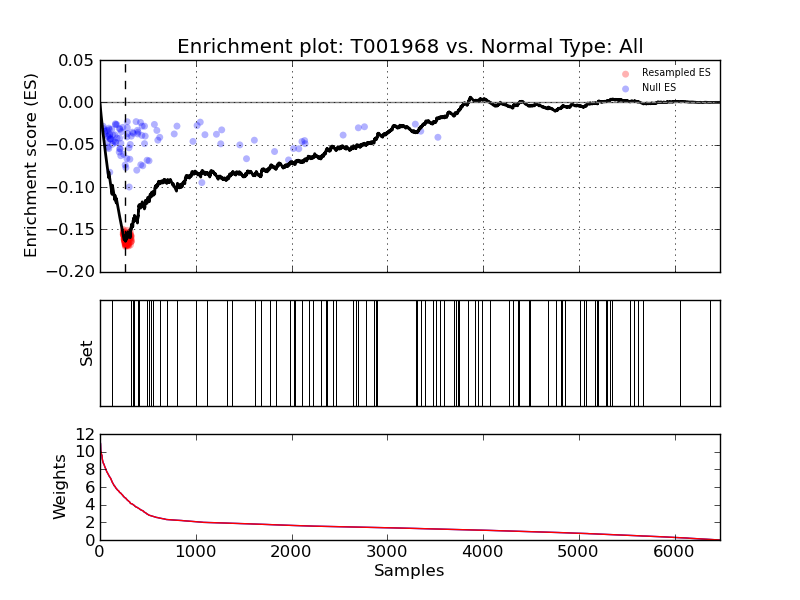 Enrichment plot: T001968 vs. Normal Type: All
Enrichment score (ES)
0.05
0.00
−0.05
−0.10
−0.15
−0.20
Resampled ES
Null ES
Set
Weights
12
10
8
6
4
2
0
0 1000 2000 3000 4000 5000 6000
Samples